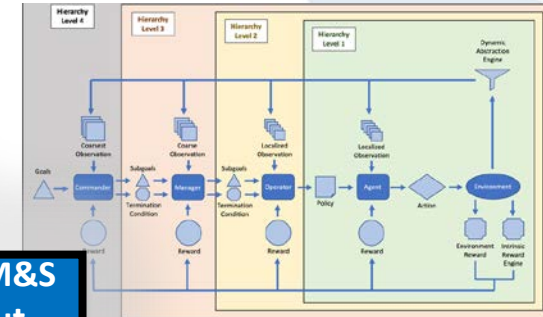 Hierarchy
Level 4
Hierarchy
Level 3
Hierarchy
Level 2
Hierarchy
Level 1
Dynamic
Abstraction
Engine
Coarsest
Observation
Coarse
Observation
Localized
Observation
Localized
Observation
Goals
Commander
Subgoals
Termination
Condition
Manager
Subgoals
Termination
Condition
Operator
Policy
Agent
Action
Environment
Reward
Reward
Reward
Reward
Environment
Reward
Intrinsic
Reward
Engine
M&S